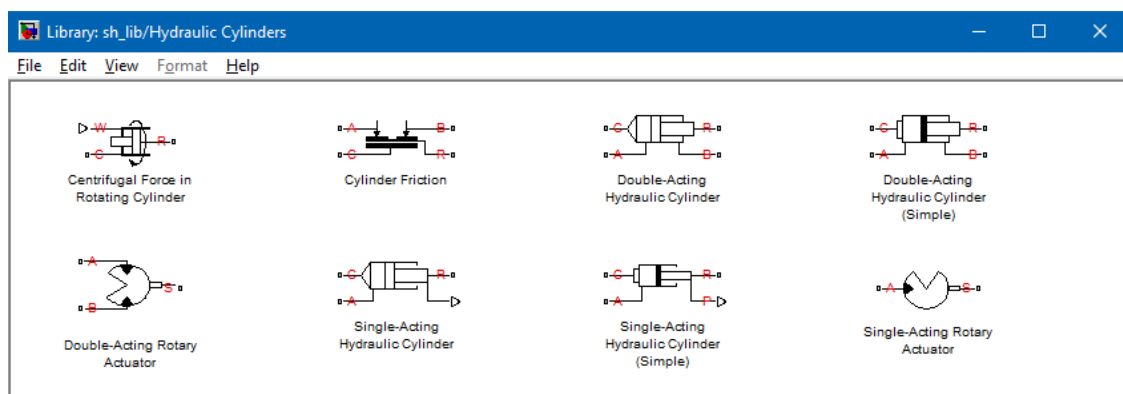 Library: sh_lib/Hydraulic Cylinders
File Edit View Format Help
W
R
C
Centrifugal Force in
Rotating Cylinder
A B
C R
Cylinder Friction
C R
A B
Double-Acting
Hydraulic Cylinder
C R
A B
Double-Acting
Hydraulic Cylinder
(Simple)
A
S
B
Double-Acting Rotary
Actuator
C R
A
Single-Acting
Hydraulic Cylinder
C R
A P
Single-Acting
Hydraulic Cylinder
(Simple)
A S
Single-Acting Rotary
Actuator